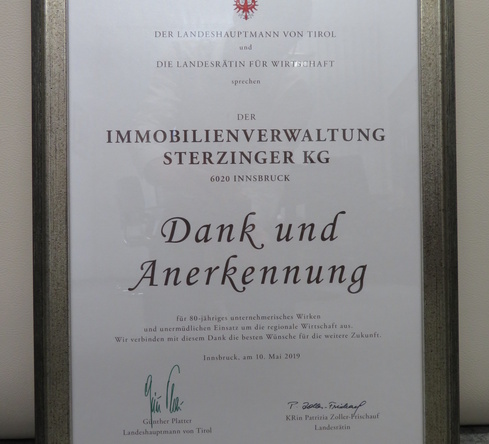 DER LANDESHAUPTMANN VON TIROL
und
DIE LANDESRÄTIN FÜR WIRTSCHAFT
sprechen
DER
IMMOBILIENVERWALTUNG
STERZINGER KG
6020 INNSBRUCK
Dank und
Anerkennung
für 80-jähriges unternehmerisches Wirken
und unermüdlichen Einsatz um die regionale Wirtschaft aus.
Wir verbinden mit diesem Dank die besten Wünsche für die weitere Zukunft.
Innsbruck, am 10. Mai 2019
P. Zoller-Frischauf
Günther Platter
KRin Patrizia Zoller-Frischauf
Landeshauptmann von Tirol
Landesrätin